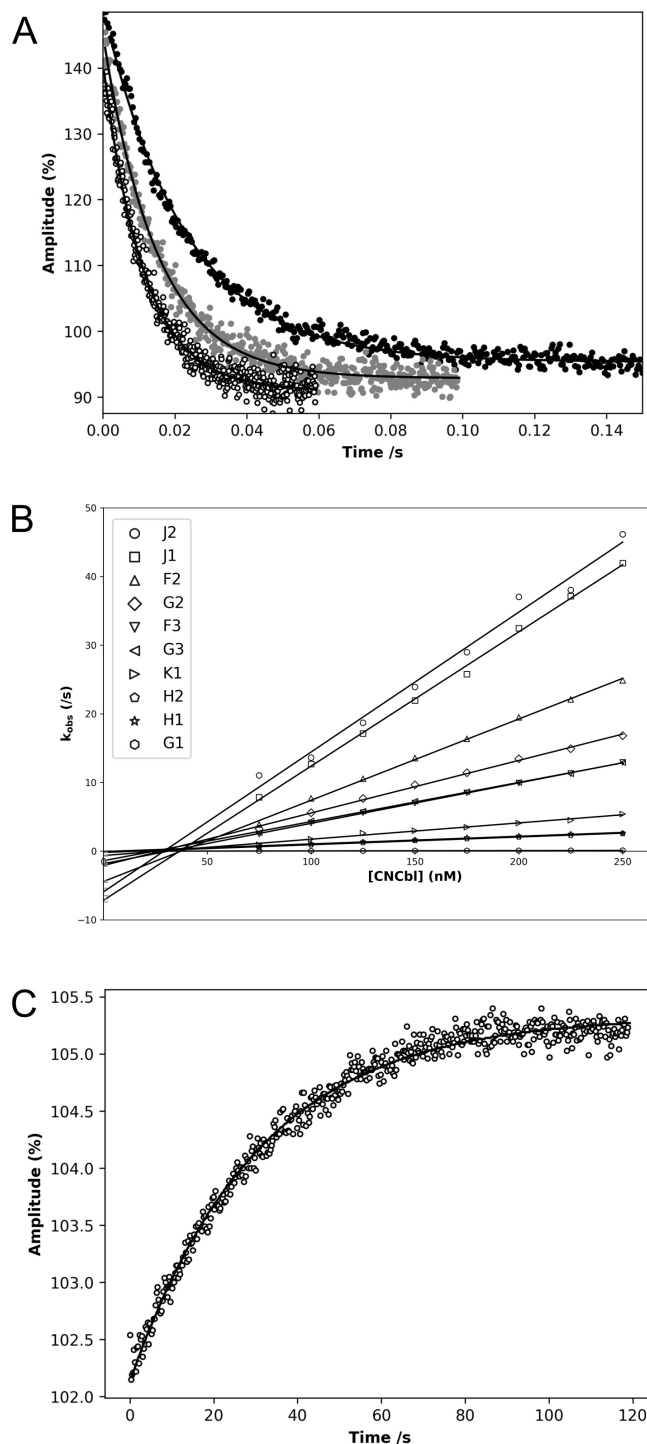 A
140
130
120
110
100
90
Amplitude (%)
0.00 0.02 0.04 0.06 0.08 0.10 0.12 0.14
Time /s
B
50
40
30
20
10
0
−10
k_obs (/s)
J2
J1
F2
G2
F3
G3
K1
H2
H1
G1
0 50 100 150 200 250
[CNCbl] (nM)
C
105.5
105.0
104.5
104.0
103.5
103.0
102.5
102.0
Amplitude (%)
0 20 40 60 80 100 120
Time /s